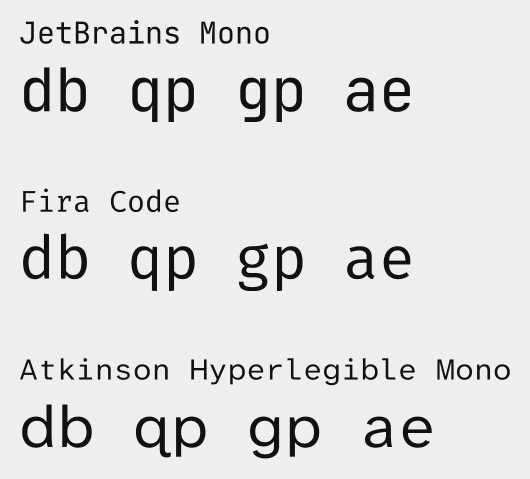 JetBrains Mono
db qp gp ae
Fira Code
db qp gp ae
Atkinson Hyperlegible Mono
db qp gp ae